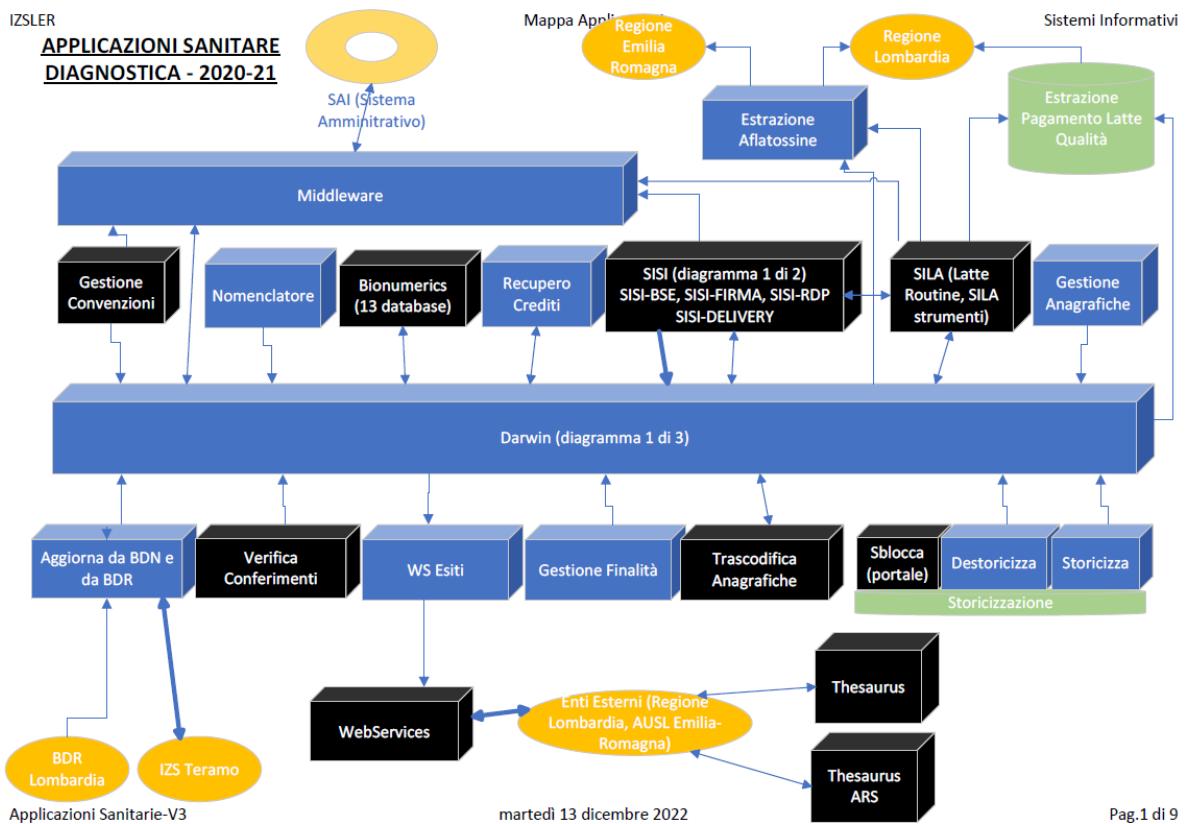 IZSLER
Mappa Appl
Sistemi Informativi
APPLICAZIONI SANITARE
DIAGNOSTICA - 2020-21
SAI (Sistema
Amminitrativo)
Regione
Emilia
Romagna
Regione
Lombardia
Estrazione
Aflatossine
Estrazione
Pagamento Latte
Qualità
Middleware
Gestione
Convenzioni
Nomenclatore
Bionumerics
(13 database)
Recupero
Crediti
SISI (diagramma 1 di 2)
SISI-BSE, SISI-FIRMA, SISI-RDP
SISI-DELIVERY
SILA (Latte
Routine, SILA
strumenti)
Gestione
Anagrafiche
Darwin (diagramma 1 di 3)
Aggiorna da BDN e
da BDR
Verifica
Conferimenti
WS Esiti
Gestione Finalità
Trascodifica
Anagrafiche
Sblocca
(portale)
Destoricizza
Storicizza
Storicizzazione
WebServices
Enti Esterni (Regione
Lombardia, AUSL Emilia-
Romagna)
Thesaurus
Thesaurus
ARS
BDR
Lombardia
IZS Teramo
Applicazioni Sanitarie-V3
martedì 13 dicembre 2022
Pag.1 di 9